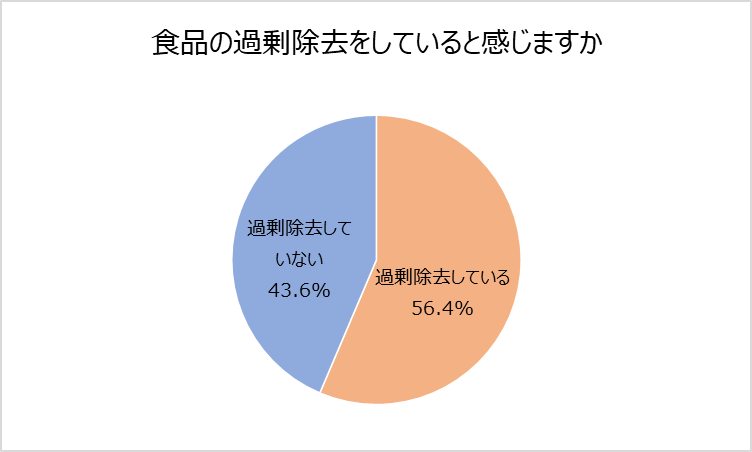 食品の過剰除去をしていると感じますか
過剰除去して
いない
43.6%
過剰除去している
56.4%